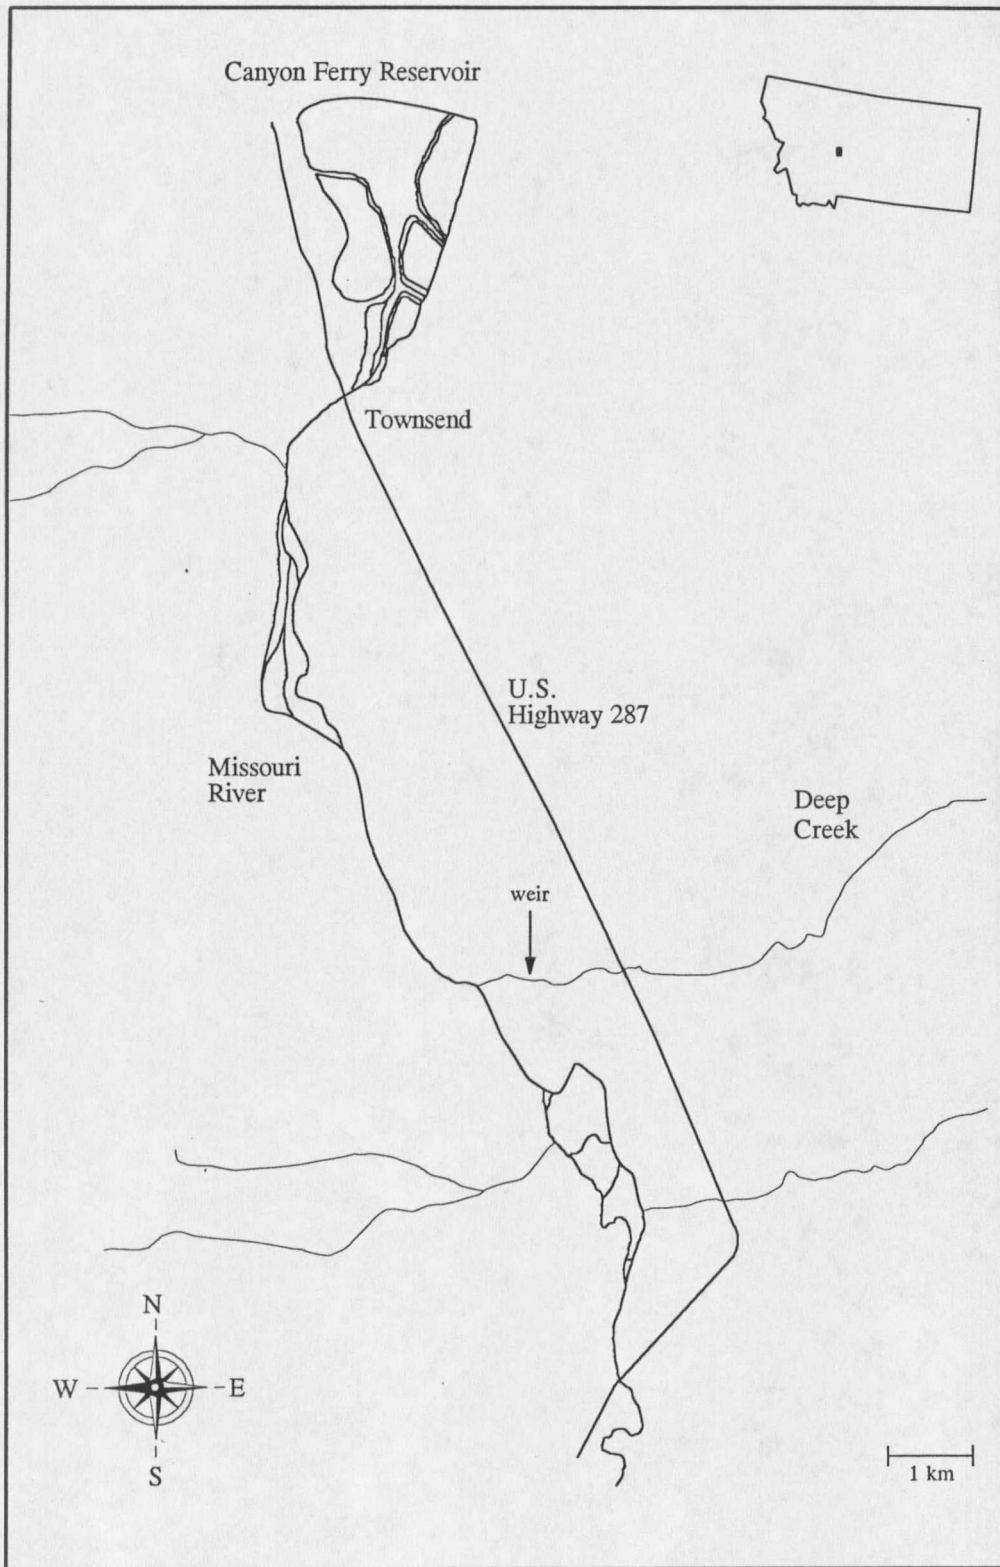 Canyon Ferry Reservoir
Townsend
U.S.
Highway 287
Missouri
River
Deep
Creek
weir
N
W
E
S
1 km